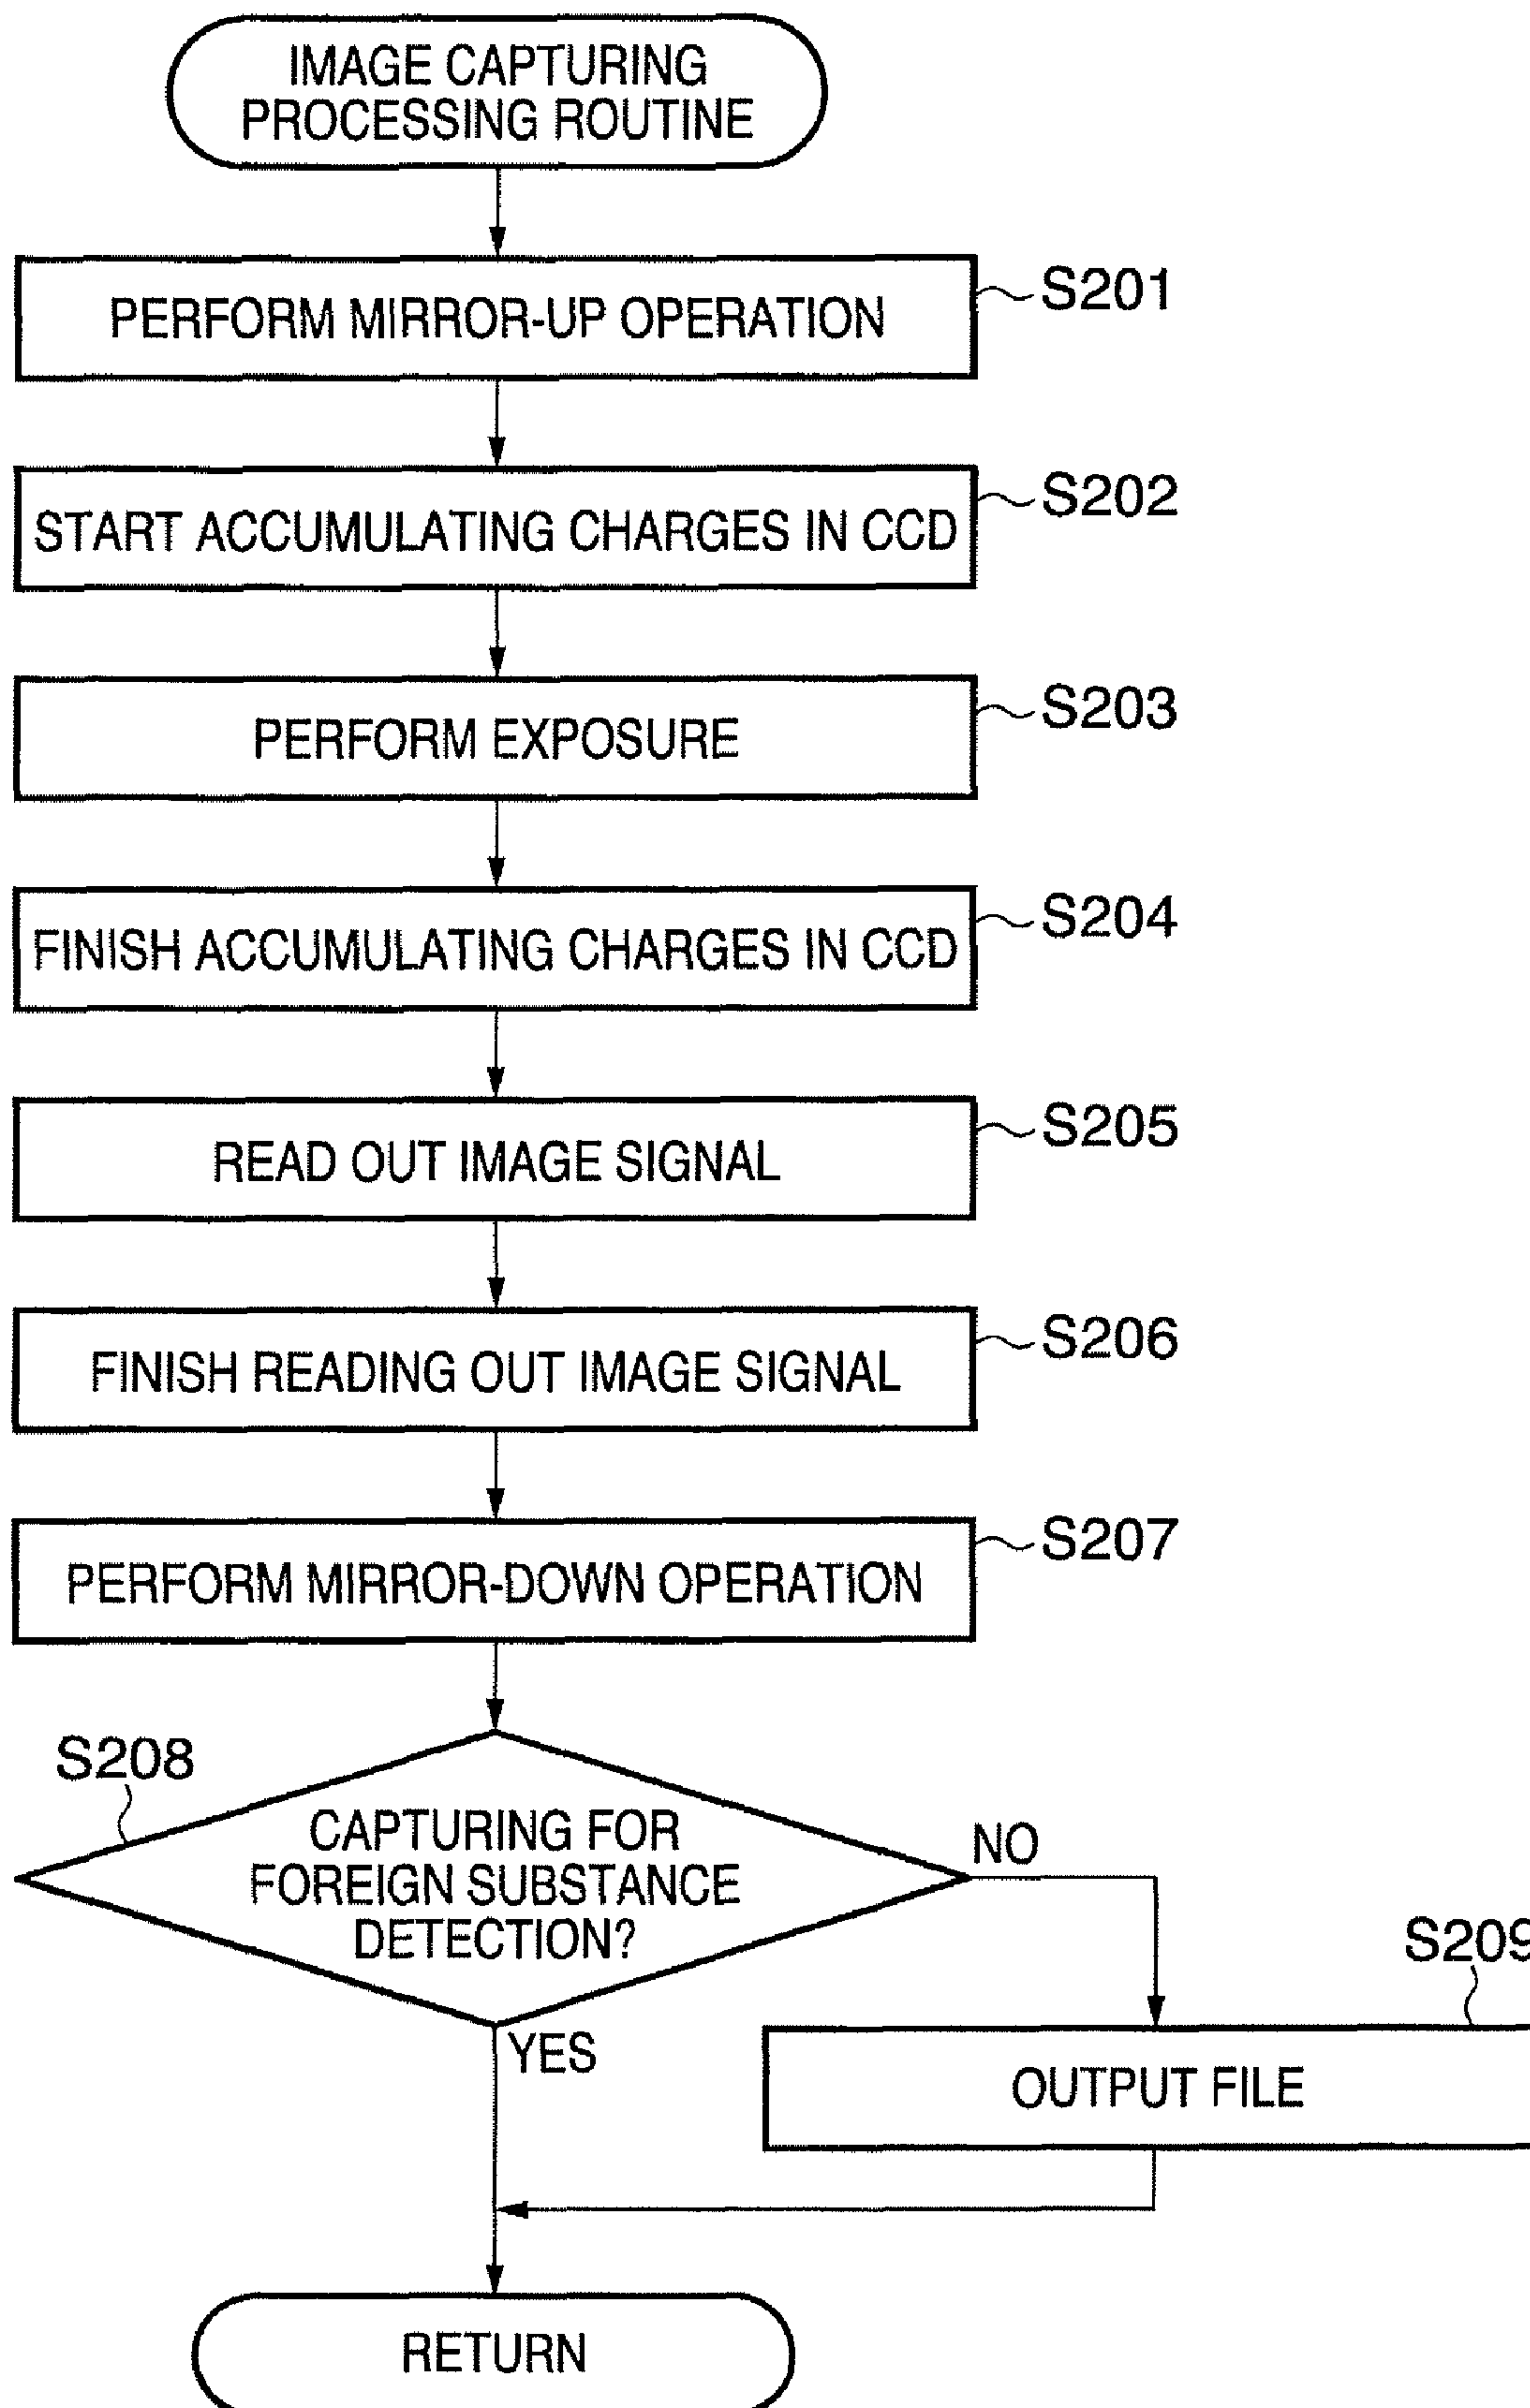 IMAGE CAPTURING
PROCESSING ROUTINE
PERFORM MIRROR-UP OPERATION
S201
START ACCUMULATING CHARGES IN CCD
S202
PERFORM EXPOSURE
S203
FINISH ACCUMULATING CHARGES IN CCD
S204
READ OUT IMAGE SIGNAL
S205
FINISH READING OUT IMAGE SIGNAL
S206
PERFORM MIRROR-DOWN OPERATION
S207
S208
CAPTURING FOR
FOREIGN SUBSTANCE
DETECTION?
NO
YES
S209
OUTPUT FILE
RETURN